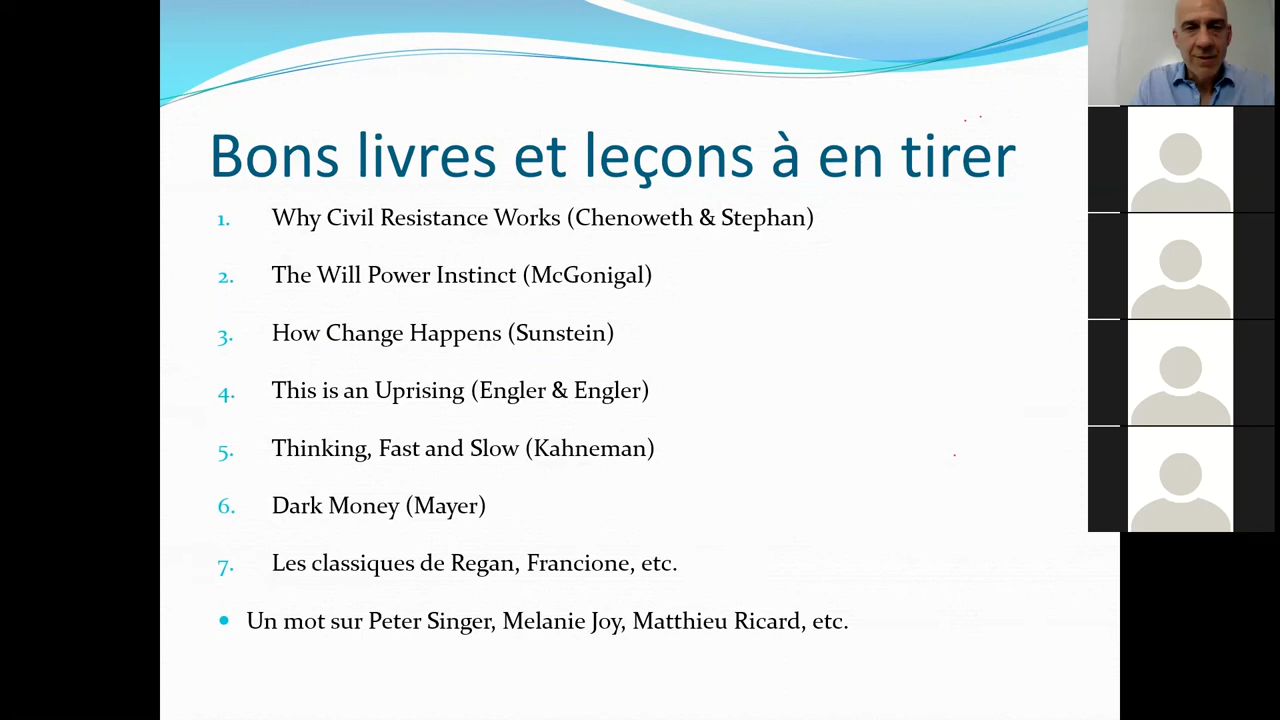 Bons livres et leçons à en tirer
1. Why Civil Resistance Works (Chenoweth & Stephan)
2. The Will Power Instinct (McGonigal)
3. How Change Happens (Sunstein)
4. This is an Uprising (Engler & Engler)
5. Thinking, Fast and Slow (Kahneman)
6. Dark Money (Mayer)
7. Les classiques de Regan, Francione, etc.
• Un mot sur Peter Singer, Melanie Joy, Matthieu Ricard, etc.